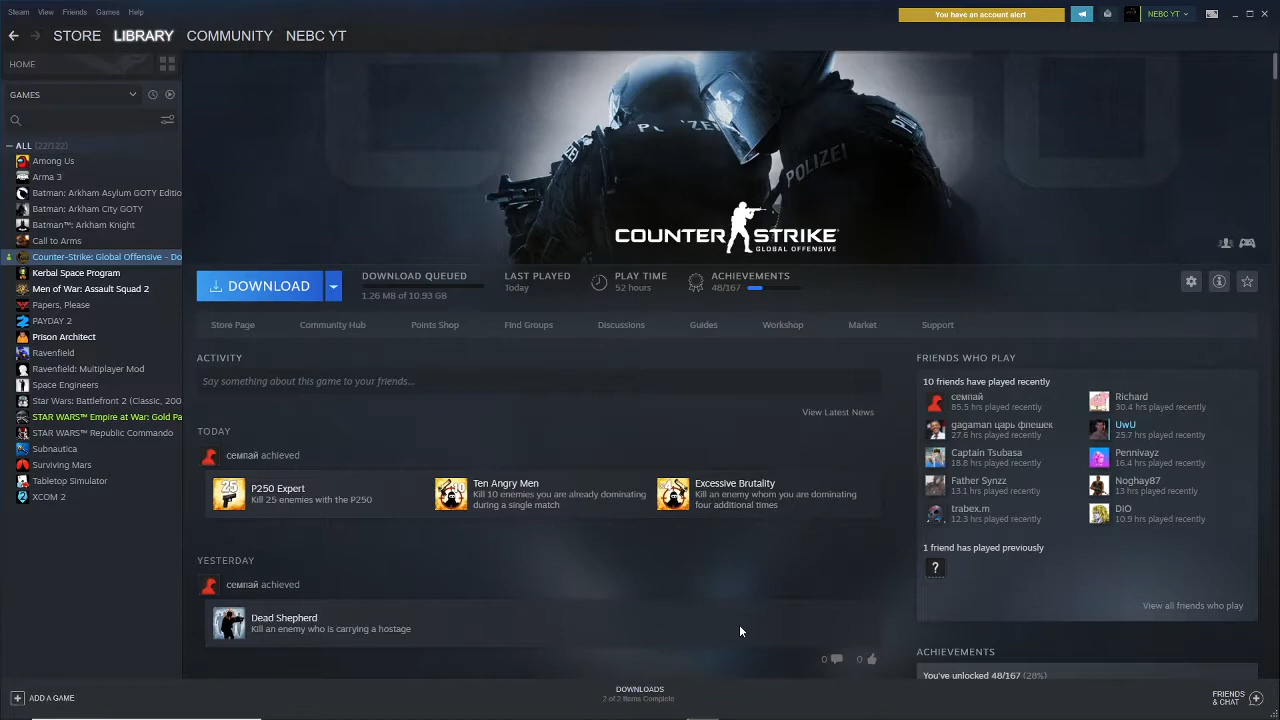 Steam View Friends Games Help
You have an account alert
NEBC YT
STORE LIBRARY COMMUNITY NEBC YT
HOME
GAMES
ALL (22/122)
Among Us
Arma 3
Batman: Arkham Asylum GOTY Editio
Batman: Arkham City GOTY
Batman™: Arkham Knight
Call to Arms
Counter-Strike: Global Offensive - Do
Kerbal Space Program
Men of War: Assault Squad 2
Papers, Please
PAYDAY 2
Prison Architect
Ravenfield
Ravenfield: Multiplayer Mod
Space Engineers
Star Wars: Battlefront 2 (Classic, 200
STAR WARS™ Empire at War: Gold Pa
STAR WARS™ Republic Commando
Subnautica
Surviving Mars
Tabletop Simulator
XCOM 2
POLIZEI
POLIZEI
COUNTER STRIKE
GLOBAL OFFENSIVE
DOWNLOAD
DOWNLOAD QUEUED
1.26 MB of 10.93 GB
LAST PLAYED
Today
PLAY TIME
52 hours
ACHIEVEMENTS
48/167
Store Page Community Hub Points Shop Find Groups Discussions Guides Workshop Market Support
ACTIVITY
Say something about this game to your friends...
View Latest News
TODAY
семпай achieved
25
P250 Expert
Kill 25 enemies with the P250
Ten Angry Men
Kill 10 enemies you are already dominating
during a single match
Excessive Brutality
Kill an enemy whom you are dominating
four additional times
YESTERDAY
семпай achieved
Dead Shepherd
Kill an enemy who is carrying a hostage
0 0
FRIENDS WHO PLAY
10 friends have played recently
семпай
85.5 hrs played recently
Richard
30.4 hrs played recently
gagaman царь фпешек
27.6 hrs played recently
UwU
25.7 hrs played recently
Captain Tsubasa
18.8 hrs played recently
Pennivayz
16.4 hrs played recently
Father Synzz
13.1 hrs played recently
Noghay87
13 hrs played recently
trabex.m
12.3 hrs played recently
DIO
10.9 hrs played recently
1 friend has played previously
?
View all friends who play
ACHIEVEMENTS
You've unlocked 48/167 (28%)
ADD A GAME
DOWNLOADS
2 of 2 Items Complete
FRIENDS
& CHAT